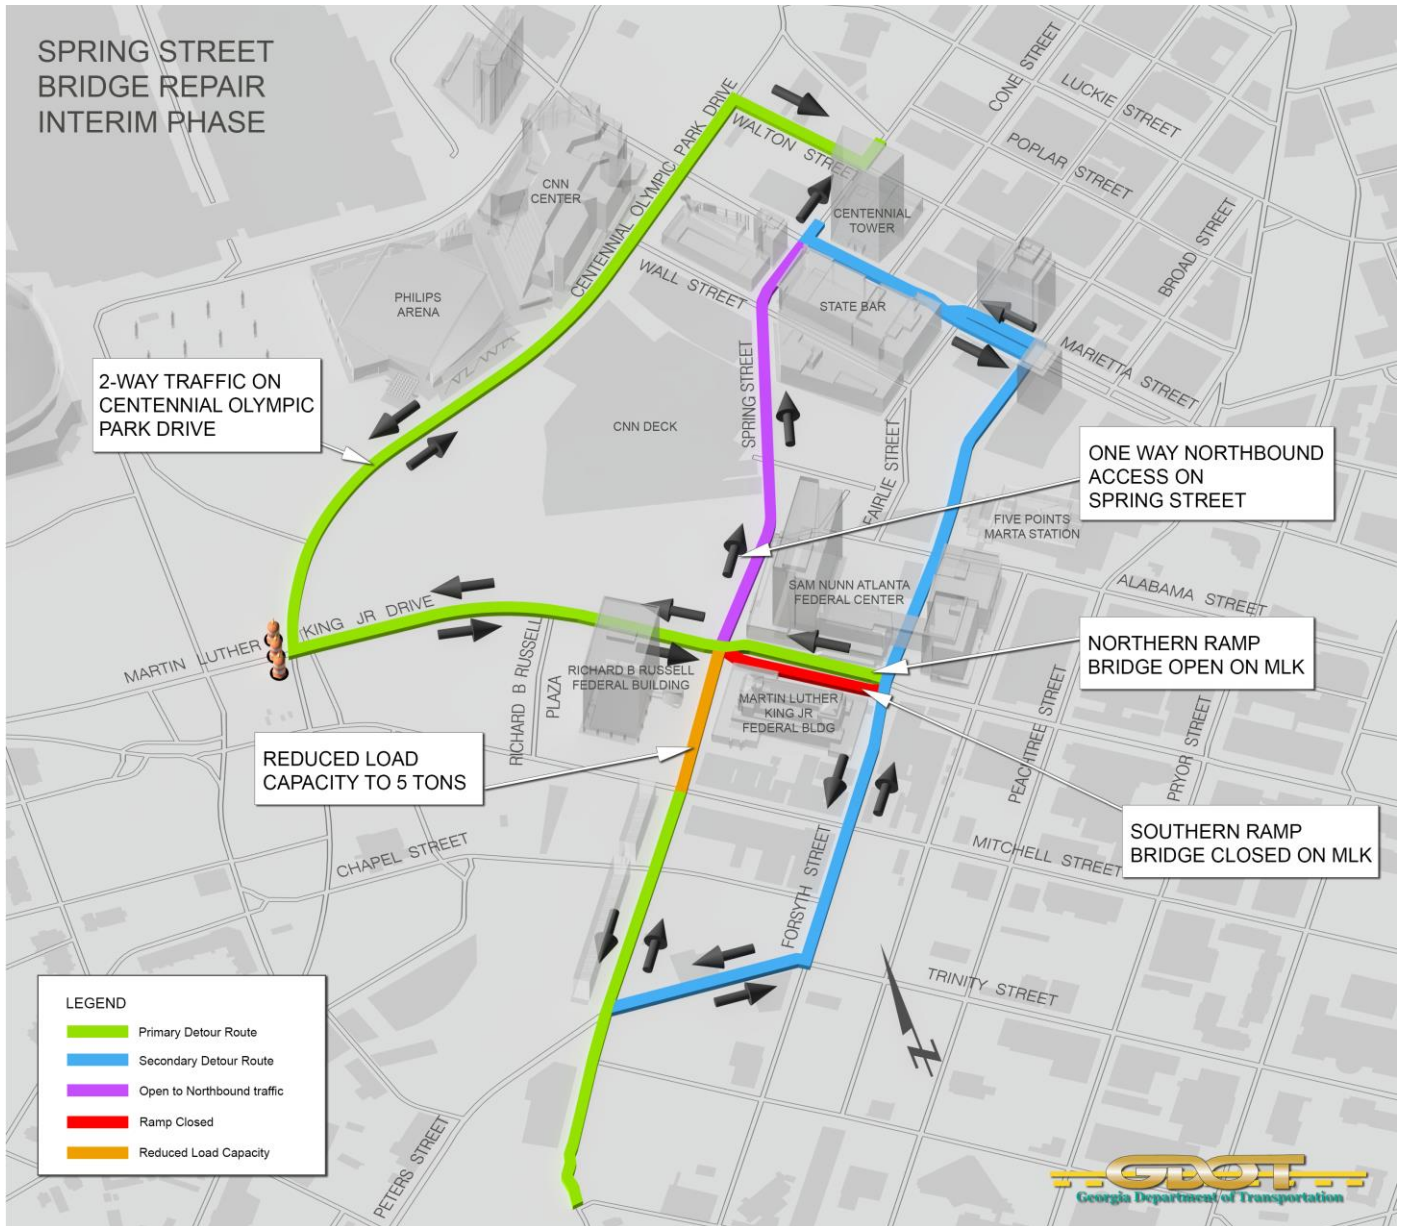 SPRING STREET
BRIDGE REPAIR
INTERIM PHASE
CONE STREET
LUCKIE STREET
POPLAR STREET
WALTON STREET
CENTENNIAL OLYMPIC PARK DRIVE
CNN
CENTER
CENTENNIAL
TOWER
BROAD STREET
WALL STREET
PHILIPS
ARENA
STATE BAR
MARIETTA STREET
2-WAY TRAFFIC ON
CENTENNIAL OLYMPIC
PARK DRIVE
SPRING STREET
CNN DECK
FAIRLIE STREET
ONE WAY NORTHBOUND
ACCESS ON
SPRING STREET
FIVE POINTS
MARTA STATION
SAM NUNN ATLANTA
FEDERAL CENTER
ALABAMA STREET
MARTIN LUTHER KING JR DRIVE
NORTHERN RAMP
BRIDGE OPEN ON MLK
RICHARD B RUSSELL
PLAZA
RICHARD B RUSSELL
FEDERAL BUILDING
MARTIN LUTHER
KING JR
FEDERAL BLDG
PEACHTREE STREET
PRYOR STREET
REDUCED LOAD
CAPACITY TO 5 TONS
SOUTHERN RAMP
BRIDGE CLOSED ON MLK
CHAPEL STREET
MITCHELL STREET
FORSYTH STREET
TRINITY STREET
N
LEGEND
Primary Detour Route
Secondary Detour Route
Open to Northbound traffic
Ramp Closed
Reduced Load Capacity
PETERS STREET
GDOT
Georgia Department of Transportation